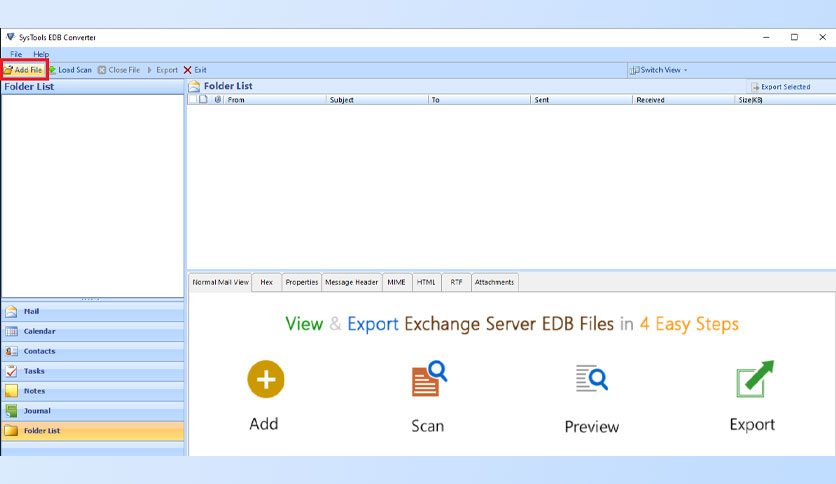 SysTools EDB Converter
File Help
Add File Load Scan Close File Export Exit Switch View
Folder List
Folder List Export Selected
From Subject To Sent Received Size(KB)
Normal Mail View Hex Properties Message Header MIME HTML RTF Attachments
View & Export Exchange Server EDB Files in 4 Easy Steps
Add Scan Preview Export
Mail
Calendar
Contacts
Tasks
Notes
Journal
Folder List